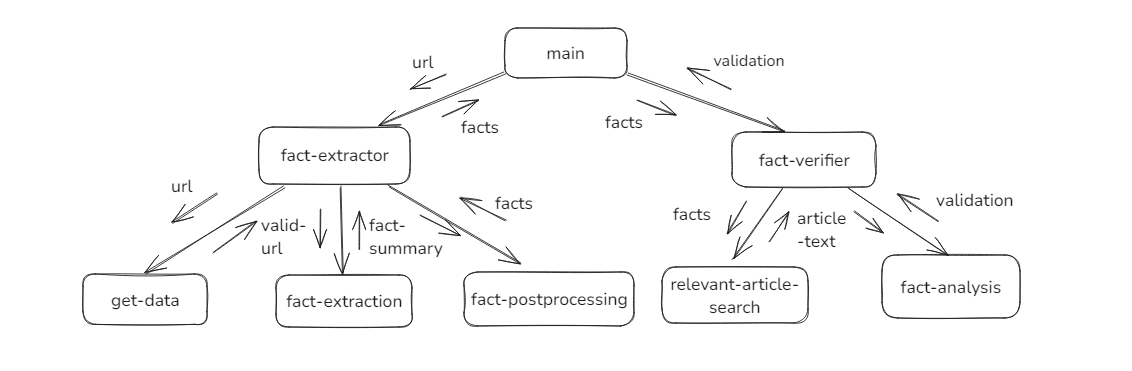 main
url
validation
facts
facts
fact-extractor
fact-verifier
url
facts
validation
valid-
url
fact-
summary
facts
article
-text
get-data
fact-extraction
fact-postprocessing
relevant-article-
search
fact-analysis